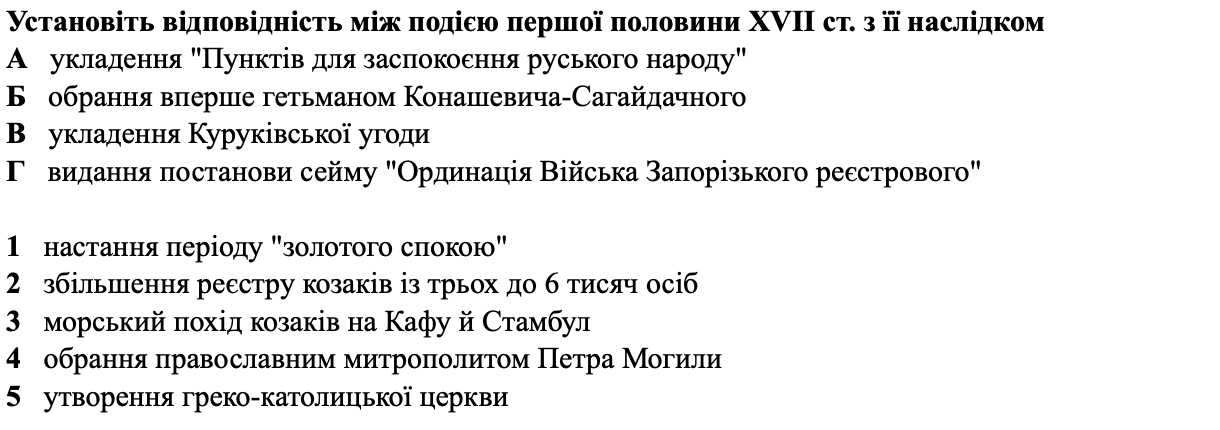 Установіть відповідність між подією першої половини XVII ст. з її наслідком
А укладення "Пунктів для заспокоєння руського народу"
Б обрання вперше гетьманом Конашевича-Сагайдачного
В укладення Куруківської угоди
Г видання постанови сейму "Ординація Війська Запорізького реєстрового"
1 настання періоду "золотого спокою"
2 збільшення реєстру козаків із трьох до 6 тисяч осіб
3 морський похід козаків на Кафу й Стамбул
4 обрання православним митрополитом Петра Могили
5 утворення греко-католицької церкви